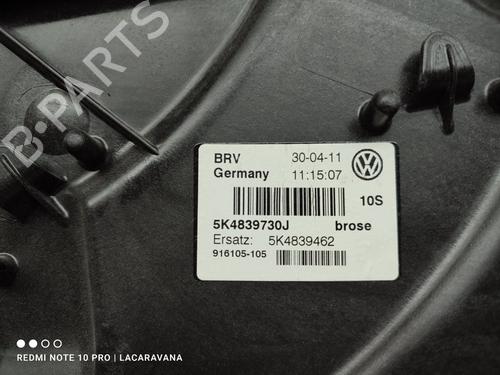 B-PARTS
BRV 30-04-11
Germany 11:15:07
10S
5K4839730J brose
Ersatz: 5K4839462
916105-105
REDMI NOTE 10 PRO | LACARAVANA